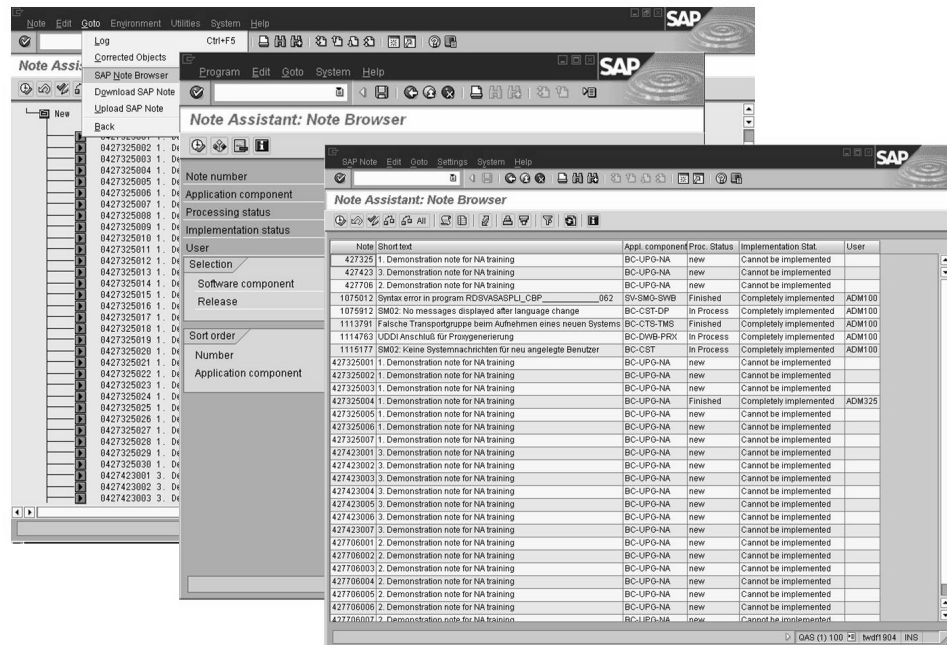 Note Edit Goto Environment Utilities System Help
SAP
Log Ctrl+F5
Corrected Objects
SAP Note Browser
Download SAP Note
Upload SAP Note
Back
Note Assis
New
0427325002 1. De
0427325003 1. De
0427325004 1. De
0427325005 1. De
0427325006 1. De
0427325007 1. De
0427325008 1. De
0427325009 1. De
0427325010 1. De
0427325011 1. De
0427325012 1. De
0427325013 1. De
0427325014 1. De
0427325015 1. De
0427325016 1. De
0427325017 1. De
0427325018 1. De
0427325019 1. De
0427325020 1. De
0427325021 1. De
0427325022 1. De
0427325023 1. De
0427325024 1. De
0427325025 1. De
0427325026 1. De
0427325027 1. De
0427325028 1. De
0427325029 1. De
0427325030 1. De
0427423001 3. De
0427423002 3. De
0427423003 3. De
Program Edit Goto System Help
SAP
Note Assistant: Note Browser
Note number
Application component
Processing status
Implementation status
User
Selection
Software component
Release
Sort order
Number
Application component
SAP Note Edit Goto Settings System Help
SAP
Note Assistant: Note Browser
All
Note Short text Appl. component Proc. Status Implementation Stat. User
427325 1. Demonstration note for NA training BC-UPG-NA new Cannot be implemented
427423 3. Demonstration note for NA training BC-UPG-NA new Cannot be implemented
427706 2. Demonstration note for NA training BC-UPG-NA new Cannot be implemented
1075012 Syntax error in program RDSVASASPLI_CBP____________062 SV-SMG-SWB Finished Completely implemented ADM100
1075912 SM02: No messages displayed after language change BC-CST-DP In Process Completely implemented ADM100
1113791 Falsche Transportgruppe beim Aufnehmen eines neuen Systems BC-CTS-TMS Finished Completely implemented ADM100
1114763 UDDI Anschluß für Proxygenerierung BC-DWB-PRX In Process Completely implemented ADM100
1115177 SM02: Keine Systemnachrichten für neu angelegte Benutzer BC-CST In Process Completely implemented ADM100
427325001 1. Demonstration note for NA training BC-UPG-NA new Cannot be implemented
427325002 1. Demonstration note for NA training BC-UPG-NA new Cannot be implemented
427325003 1. Demonstration note for NA training BC-UPG-NA new Cannot be implemented
427325004 1. Demonstration note for NA training BC-UPG-NA Finished Completely implemented ADM325
427325005 1. Demonstration note for NA training BC-UPG-NA new Cannot be implemented
427325006 1. Demonstration note for NA training BC-UPG-NA new Cannot be implemented
427325007 1. Demonstration note for NA training BC-UPG-NA new Cannot be implemented
427423001 3. Demonstration note for NA training BC-UPG-NA new Cannot be implemented
427423002 3. Demonstration note for NA training BC-UPG-NA new Cannot be implemented
427423003 3. Demonstration note for NA training BC-UPG-NA new Cannot be implemented
427423004 3. Demonstration note for NA training BC-UPG-NA new Cannot be implemented
427423005 3. Demonstration note for NA training BC-UPG-NA new Cannot be implemented
427423006 3. Demonstration note for NA training BC-UPG-NA new Cannot be implemented
427423007 3. Demonstration note for NA training BC-UPG-NA new Cannot be implemented
427706001 2. Demonstration note for NA training BC-UPG-NA new Cannot be implemented
427706002 2. Demonstration note for NA training BC-UPG-NA new Cannot be implemented
427706003 2. Demonstration note for NA training BC-UPG-NA new Cannot be implemented
427706004 2. Demonstration note for NA training BC-UPG-NA new Cannot be implemented
427706005 2. Demonstration note for NA training BC-UPG-NA new Cannot be implemented
427706006 2. Demonstration note for NA training BC-UPG-NA new Cannot be implemented
427706007 2. Demonstration note for NA training BC-UPG-NA new Cannot be implemented
QAS (1) 100 twdf1904 INS